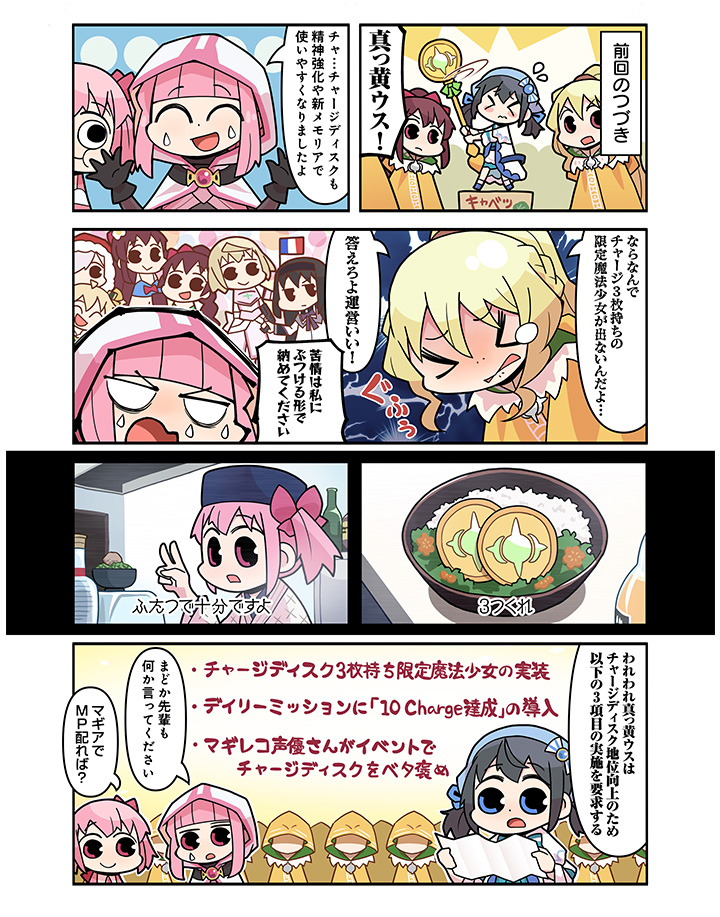 前回のつづき
真っ黄ウス！
キャベツ
チャ…チャージディスクも
精神強化や新メモリアで
使いやすくなりましたよ
ならなんで
チャージ3枚持ちの
限定魔法少女が出ないんだよ…
ぐふぅ
答えろよ運営いい！
苦情は私に
ぶつける形で
納めてください
3つくれ
ふたつで十分ですよ
われわれ真っ黄ウスは
チャージディスク地位向上のため
以下の3項目の実施を要求する
・チャージディスク3枚持ち限定魔法少女の実装
・デイリーミッションに「10 Charge達成」の導入
・マギレコ声優さんがイベントで
チャージディスクをベタ褒め
まどか先輩も
何か言ってください
マギアで
MP配れば？